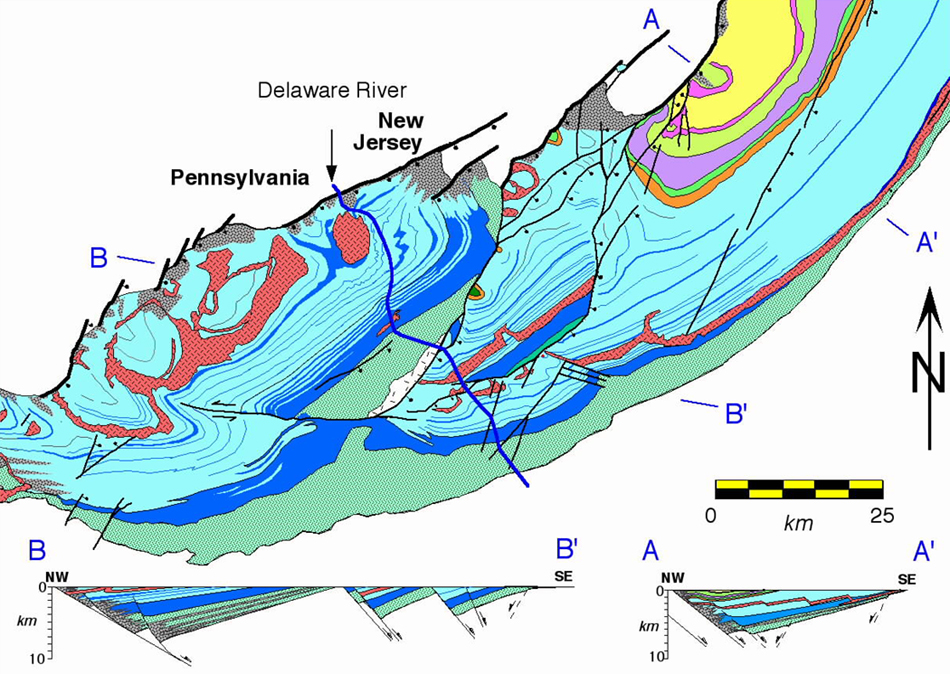 A
Delaware River
New
Jersey
Pennsylvania
B
A'
N
B'
0
km
25
B
B'
A
A'
NW
SE
NW
SE
0
km
10
0
km
10